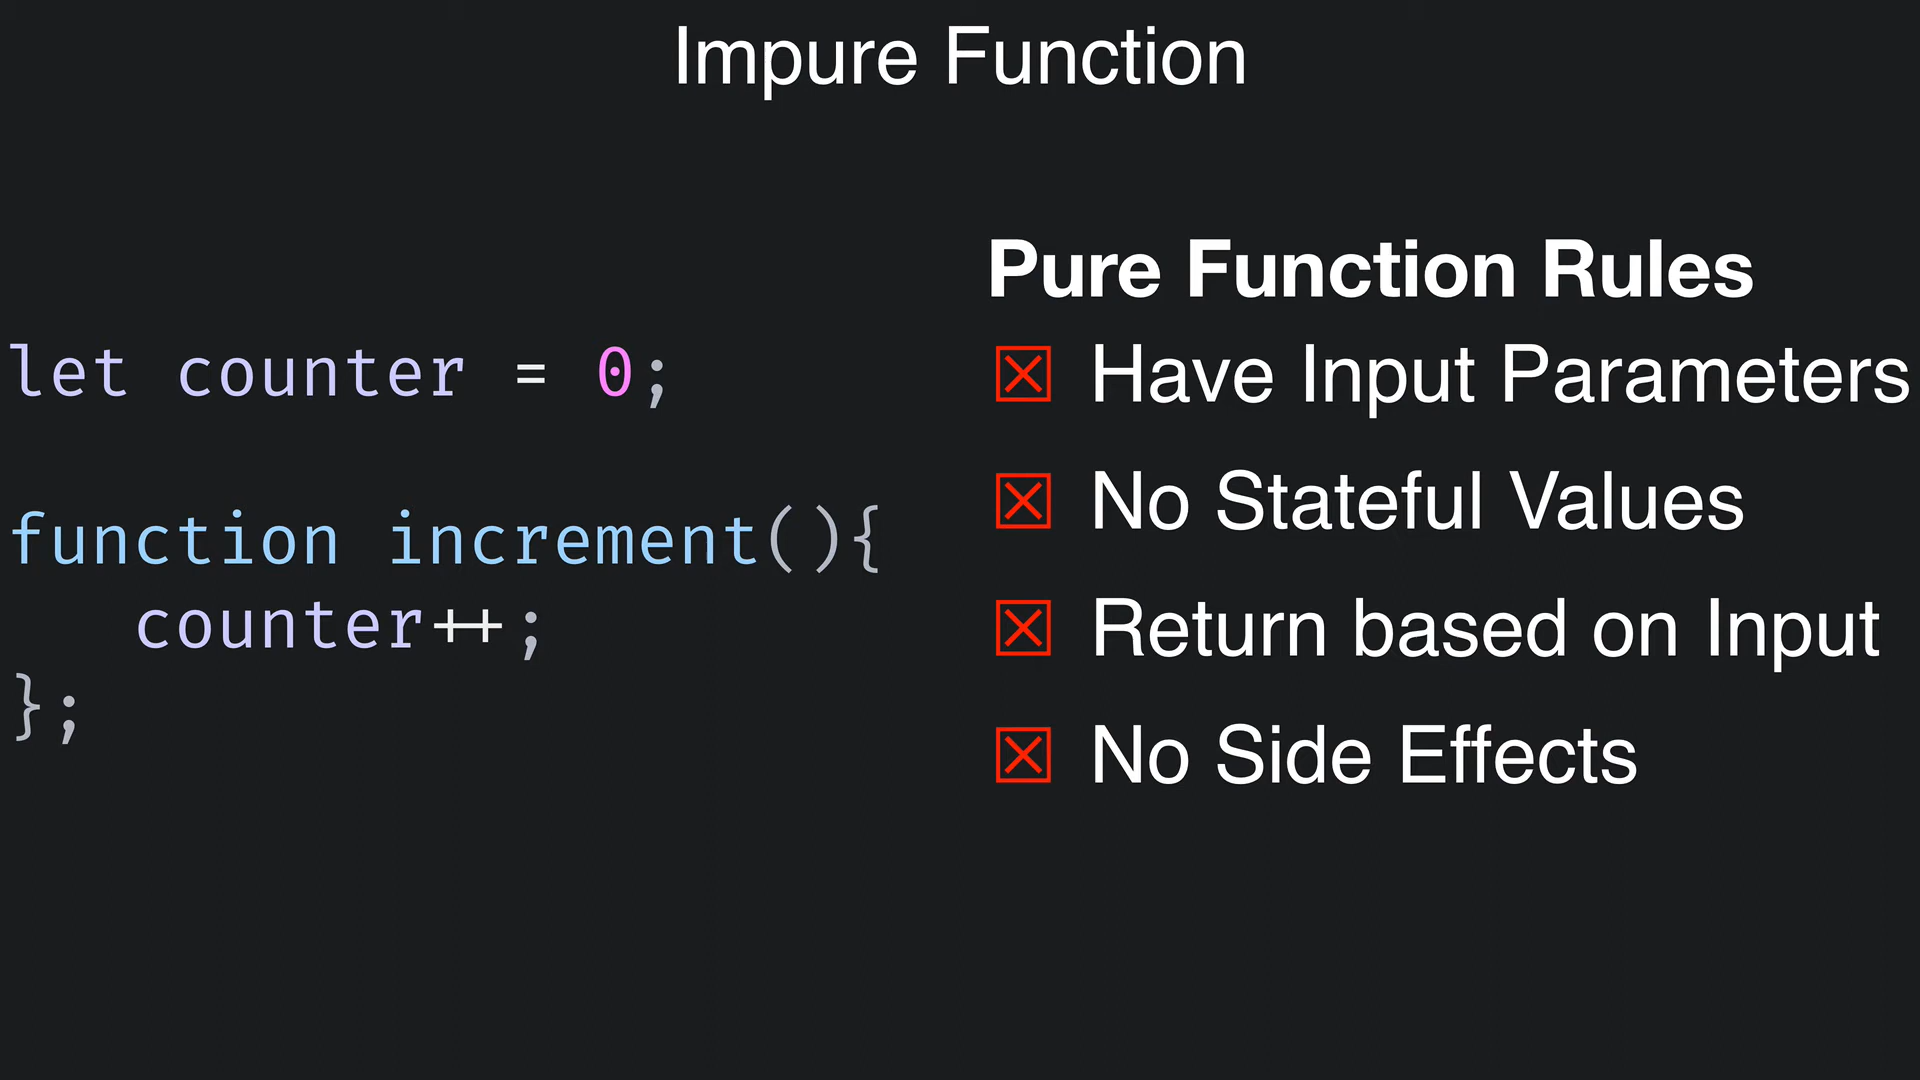 Impure Function
let counter = 0;
function increment(){
counter++;
};
Pure Function Rules
☒ Have Input Parameters
☒ No Stateful Values
☒ Return based on Input
☒ No Side Effects